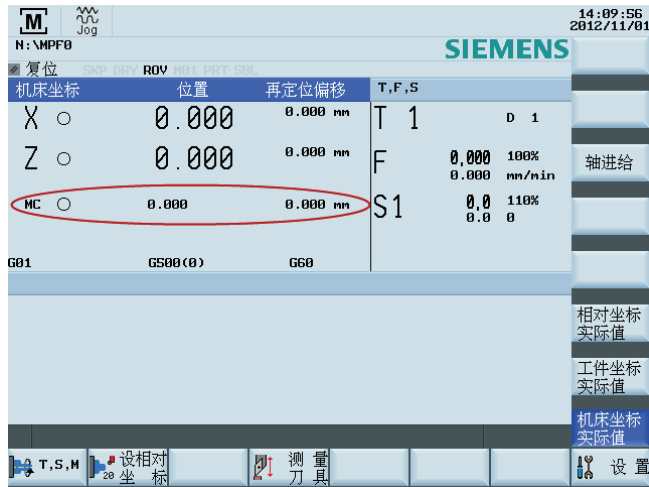 M
Jog
14:09:56
2012/11/01
N:\MPF0
SIEMENS
复位 SKP DRY ROV M01 PRT SBL
机床坐标 位置 再定位偏移 T,F,S
X 0.000 0.000 mm T 1 D 1
Z 0.000 0.000 mm F 0.000 100%
0.000 mm/min
MC 0.000 0.000 mm S1 0.0 110%
0.0 0
G01 G500(0) G60
轴进给
相对坐标
实际值
工件坐标
实际值
机床坐标
实际值
T,S,M
20
设相对
坐 标
测 量
刀 具
设 置